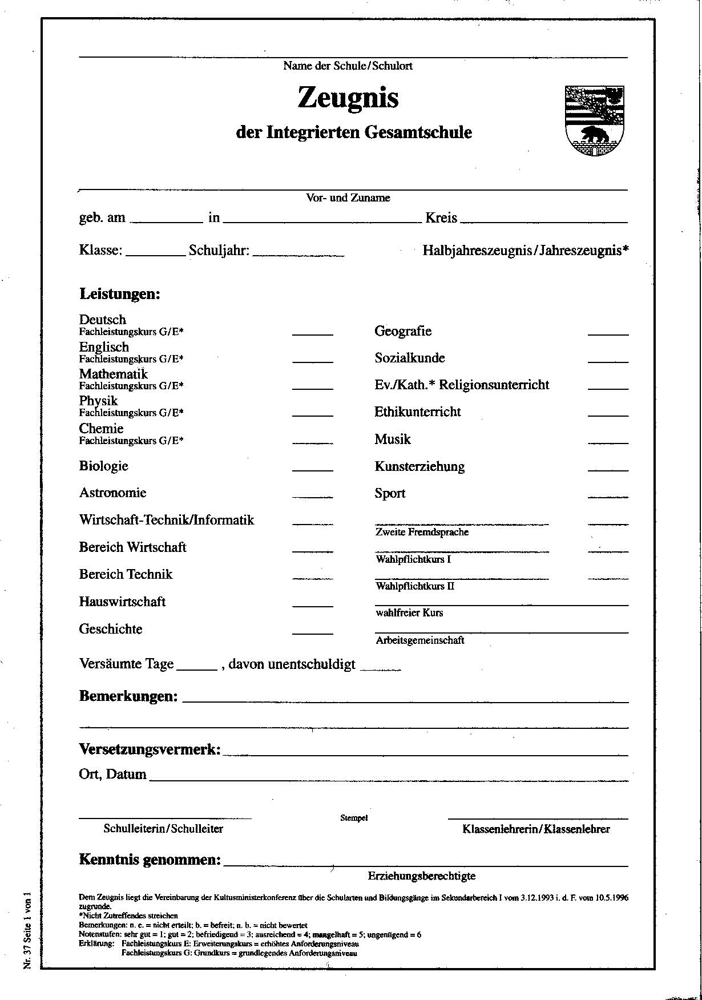 Name der Schule/Schulort
Zeugnis
der Integrierten Gesamtschule
Vor- und Zuname
geb. am in Kreis
Klasse: Schuljahr: Halbjahreszeugnis/Jahreszeugnis*
Leistungen:
Deutsch
Fachleistungskurs G/E*
Englisch
Fachleistungskurs G/E*
Mathematik
Fachleistungskurs G/E*
Physik
Fachleistungskurs G/E*
Chemie
Fachleistungskurs G/E*
Biologie
Astronomie
Wirtschaft-Technik/Informatik
Bereich Wirtschaft
Bereich Technik
Hauswirtschaft
Geschichte
Geografie
Sozialkunde
Ev./Kath.* Religionsunterricht
Ethikunterricht
Musik
Kunsterziehung
Sport
Zweite Fremdsprache
Wahlpflichtkurs I
Wahlpflichtkurs II
wahlfreier Kurs
Arbeitsgemeinschaft
Versäumte Tage , davon unentschuldigt
Bemerkungen:
Versetzungsvermerk:
Ort, Datum
Stempel
Schulleiterin/Schulleiter Klassenlehrerin/Klassenlehrer
Kenntnis genommen:
Erziehungsberechtigte
Dem Zeugnis liegt die Vereinbarung der Kultusministerkonferenz über die Schularten und Bildungsgänge im Sekundarbereich I vom 3.12.1993 i. d. F. vom 10.5.1996
zugrunde.
*Nicht Zutreffendes streichen
Bemerkungen: n. e. = nicht erteilt; b. = befreit; n. b. = nicht bewertet
Notenstufen: sehr gut = 1; gut = 2; befriedigend = 3; ausreichend = 4; mangelhaft = 5; ungenügend = 6
Erklärung: Fachleistungskurs E: Erweiterungskurs = erhöhtes Anforderungsniveau
Fachleistungskurs G: Grundkurs = grundlegendes Anforderungsniveau
Nr. 37 Seite 1 von 1